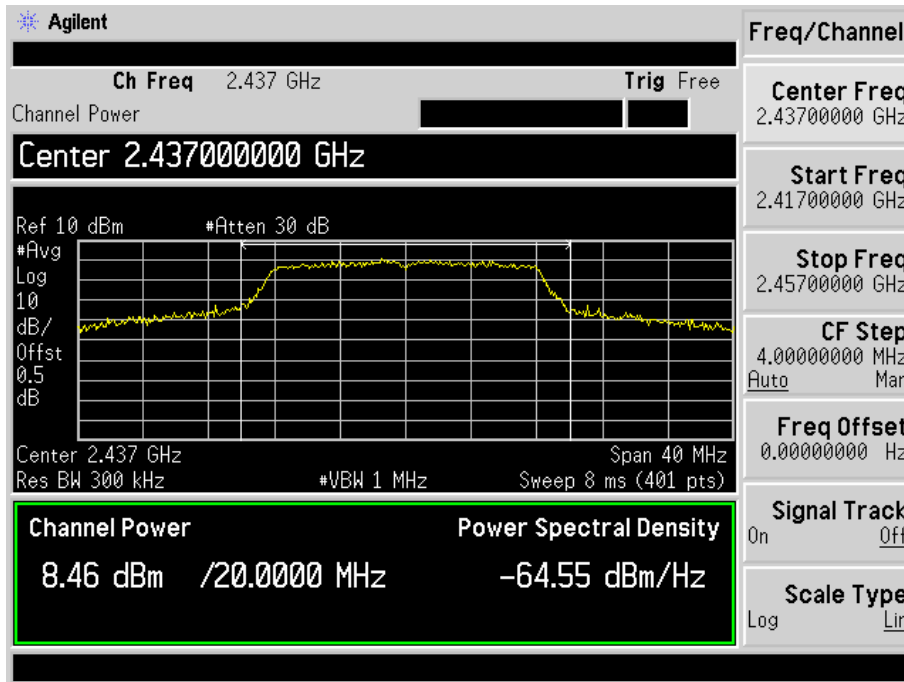 Agilent
Freq/Channel
Ch Freq 2.437 GHz Trig Free
Channel Power
Center 2.437000000 GHz
Ref 10 dBm #Atten 30 dB
#Avg
Log
10
dB/
Offst
0.5
dB
Center 2.437 GHz Span 40 MHz
Res BW 300 kHz #VBW 1 MHz Sweep 8 ms (401 pts)
Channel Power Power Spectral Density
8.46 dBm /20.0000 MHz -64.55 dBm/Hz
Center Freq
2.43700000 GHz
Start Freq
2.41700000 GHz
Stop Freq
2.45700000 GHz
CF Step
4.00000000 MHz
Auto Man
Freq Offset
0.00000000 Hz
Signal Track
On Off
Scale Type
Log Lin